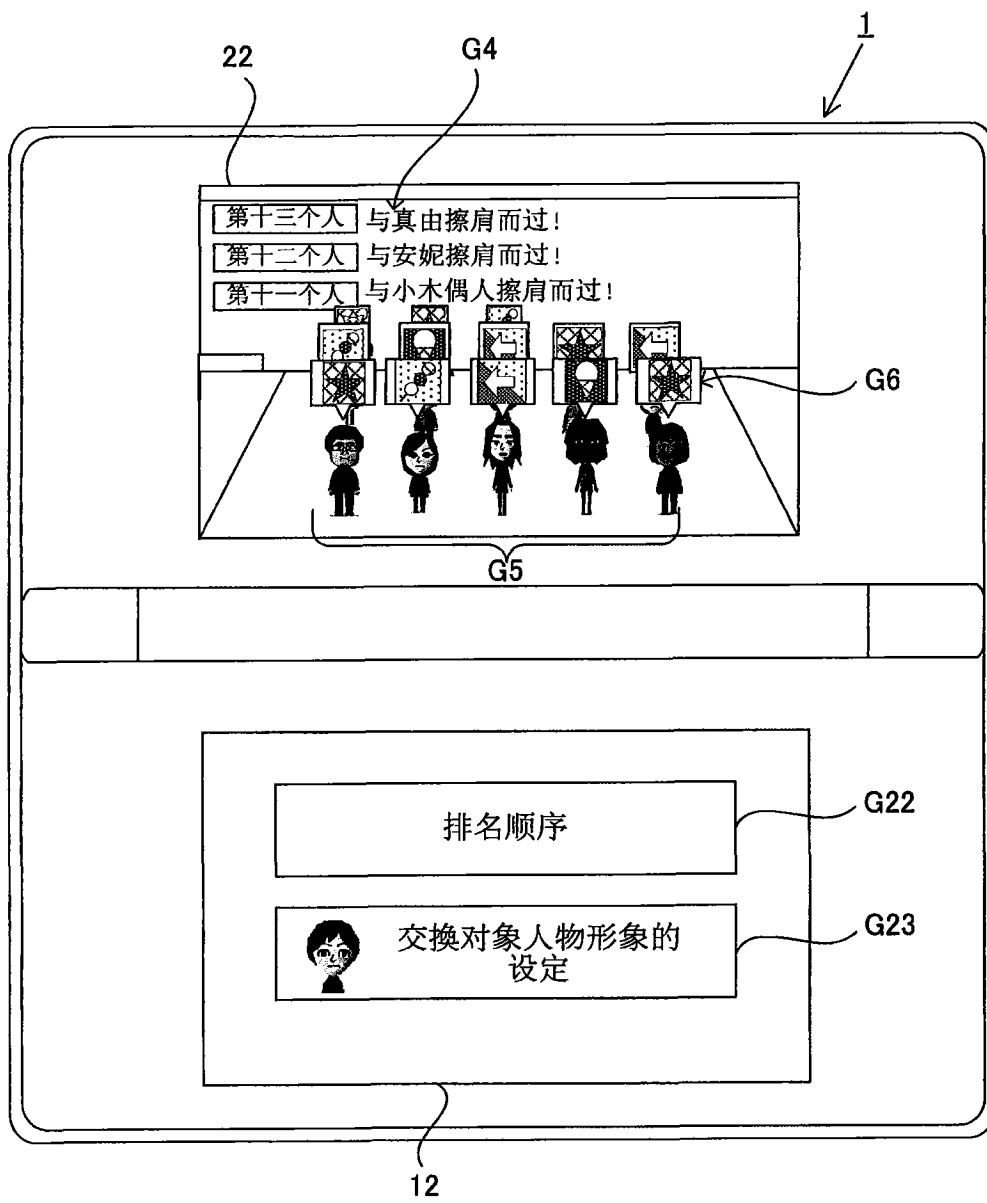 1
22
G4
第十三个人 与真由擦肩而过!
第十二个人 与安妮擦肩而过!
第十一个人 与小木偶人擦肩而过!
G6
G5
排名顺序
G22
交换对象人物形象的
设定
G23
12